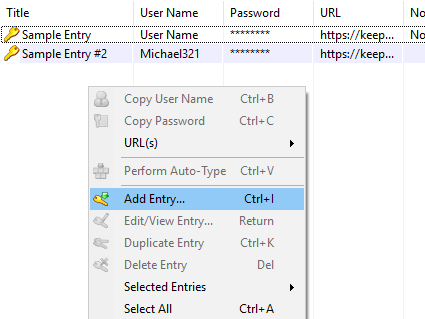 Title User Name Password URL No
Sample Entry User Name ******** https://keep... No
Sample Entry #2 Michael321 ******** https://keep...
Copy User Name Ctrl+B
Copy Password Ctrl+C
URL(s)
Perform Auto-Type Ctrl+V
Add Entry... Ctrl+I
Edit/View Entry... Return
Duplicate Entry Ctrl+K
Delete Entry Del
Selected Entries
Select All Ctrl+A